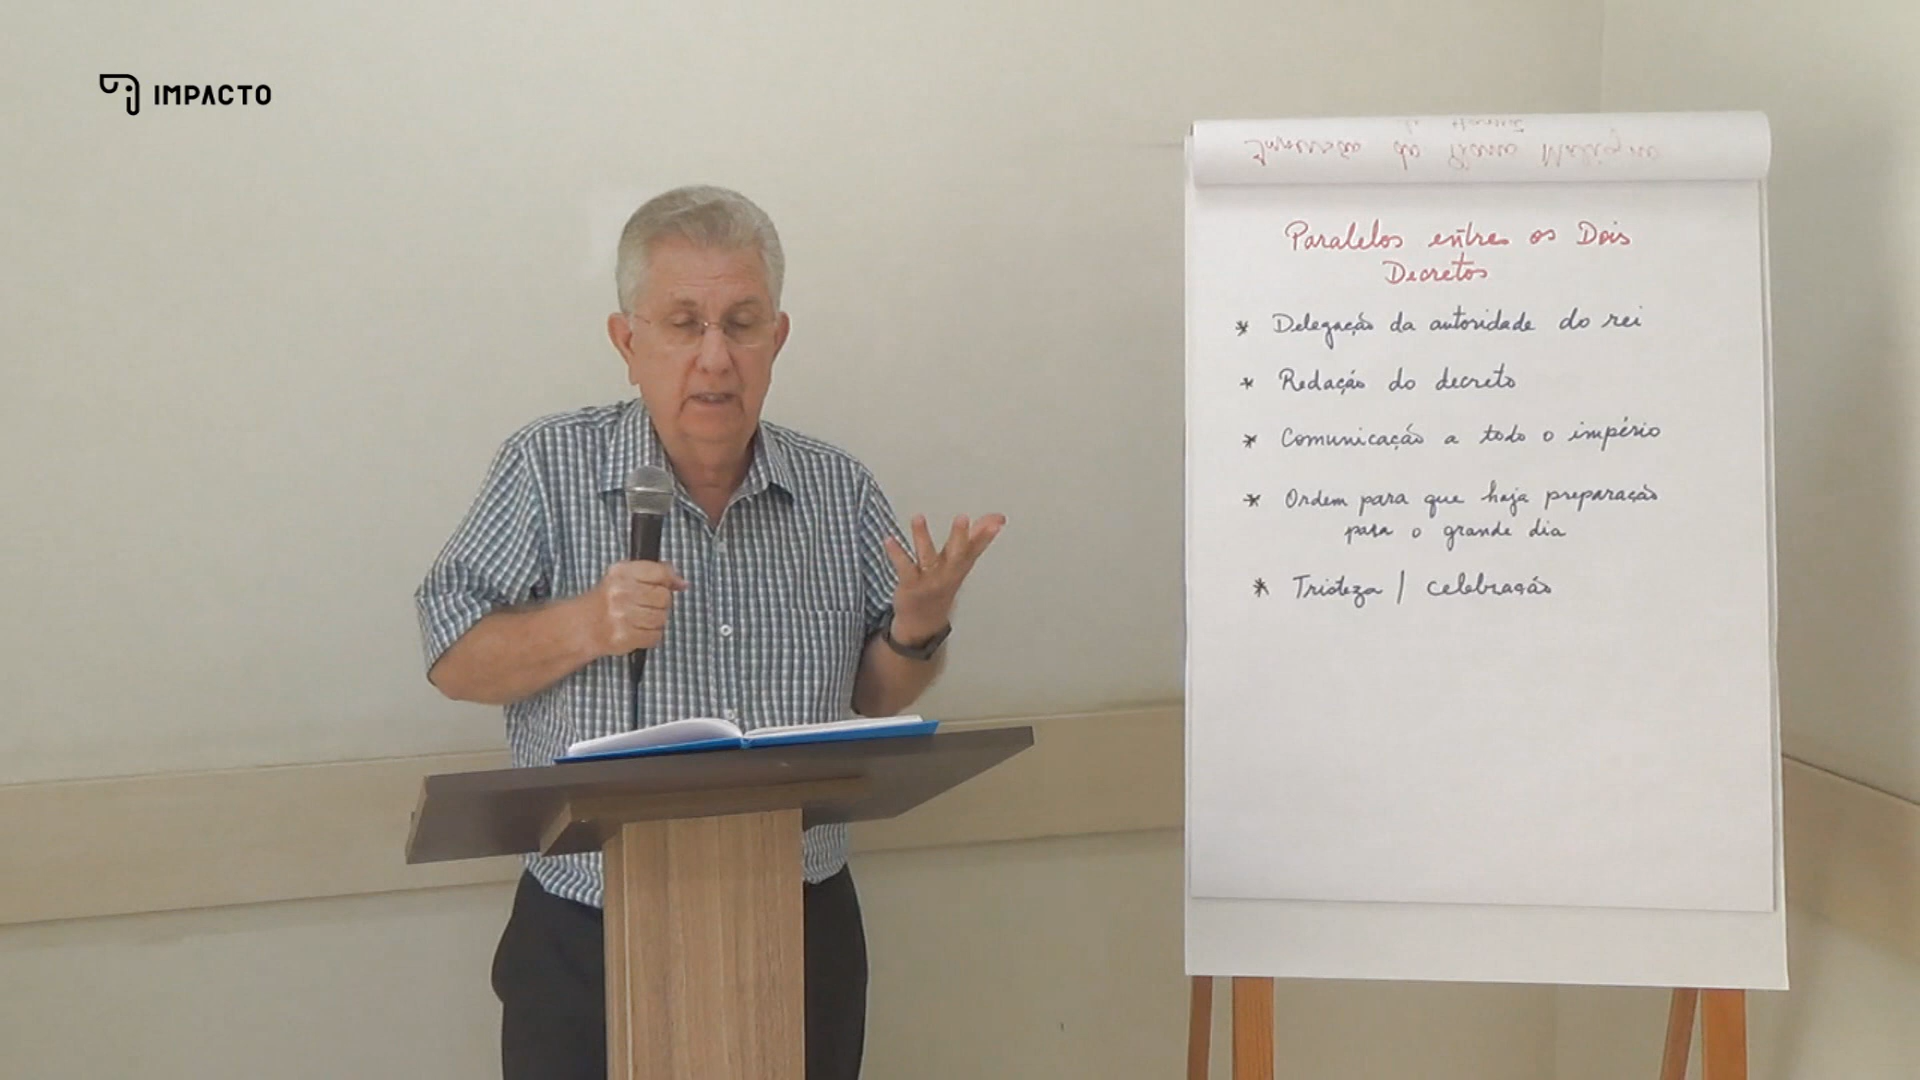 IMPACTO
Paralelos entre os Dois
Decretos
* Delegação da autoridade do rei
* Redação do decreto
* Comunicação a todo o império
* Ordem para que haja preparação
para o grande dia
* Tristeza / celebração